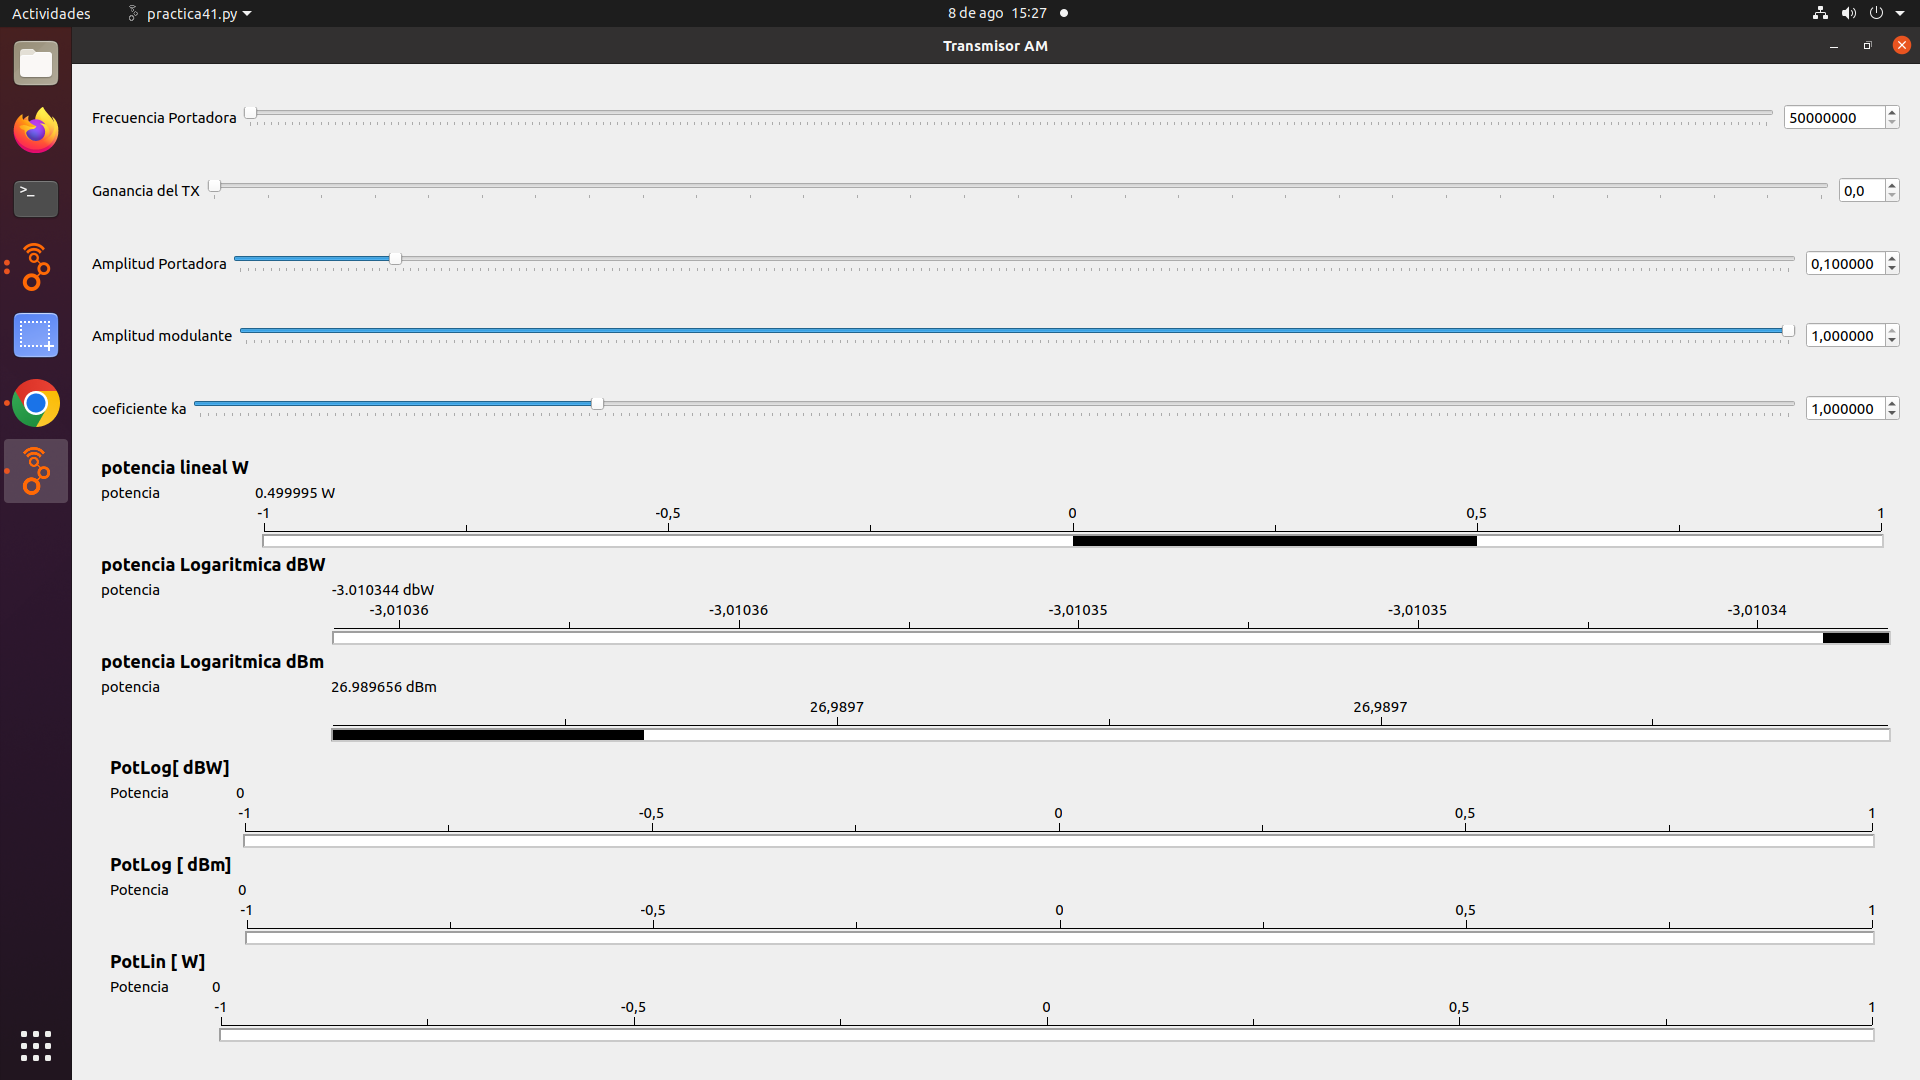 Actividades practica41.py 8 de ago 15:27
Transmisor AM
Frecuencia Portadora 50000000
Ganancia del TX 0,0
Amplitud Portadora 0,100000
Amplitud modulante 1,000000
coeficiente ka 1,000000
potencia lineal W
potencia 0.499995 W
-1 -0,5 0 0,5 1
potencia Logaritmica dBW
potencia -3.010344 dbW
-3,01036 -3,01036 -3,01035 -3,01035 -3,01034
potencia Logaritmica dBm
potencia 26.989656 dBm
26,9897 26,9897
PotLog[ dBW]
Potencia 0
-1 -0,5 0 0,5 1
PotLog [ dBm]
Potencia 0
-1 -0,5 0 0,5 1
PotLin [ W]
Potencia 0
-1 -0,5 0 0,5 1